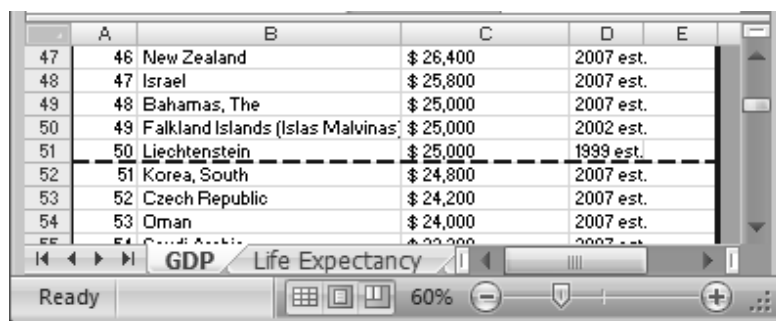 A B C D E
47 46 New Zealand $ 26,400 2007 est.
48 47 Israel $ 25,800 2007 est.
49 48 Bahamas, The $ 25,000 2007 est.
50 49 Falkland Islands (Islas Malvinas) $ 25,000 2002 est.
51 50 Liechtenstein $ 25,000 1999 est.
52 51 Korea, South $ 24,800 2007 est.
53 52 Czech Republic $ 24,200 2007 est.
54 53 Oman $ 24,000 2007 est.
GDP Life Expectancy
Ready 60%